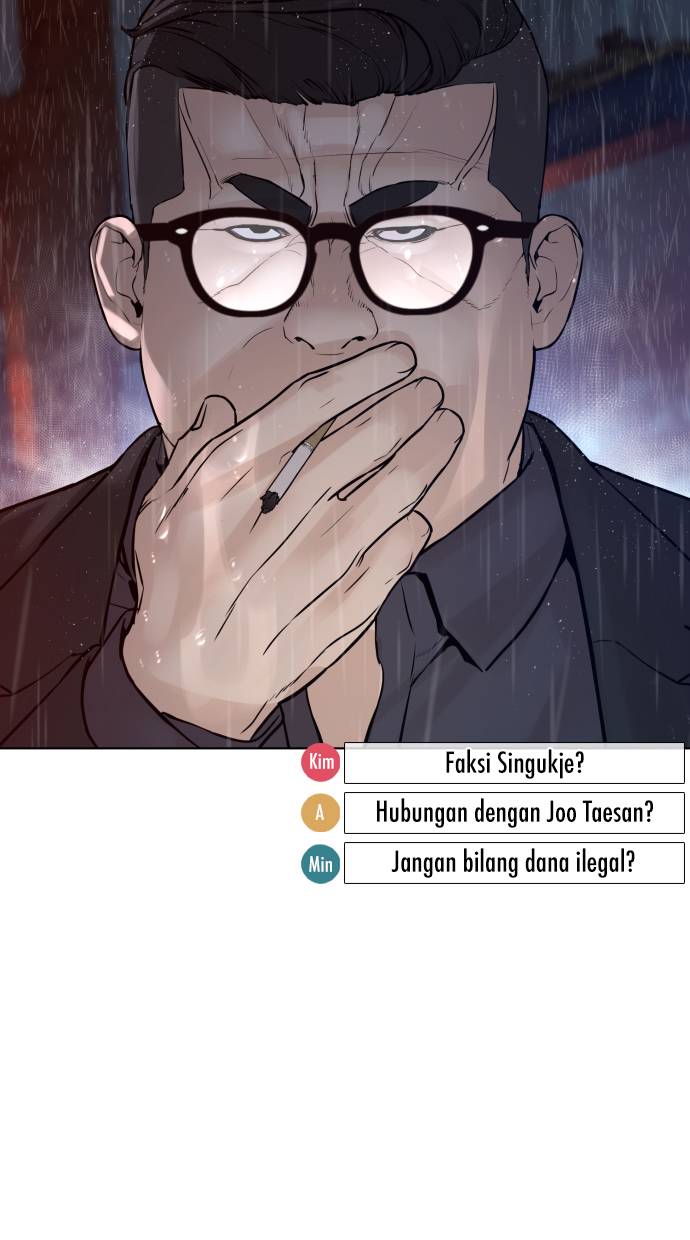 Kim Faksi Singukje?
A Hubungan dengan Joo Taesan?
Min Jangan bilang dana ilegal?